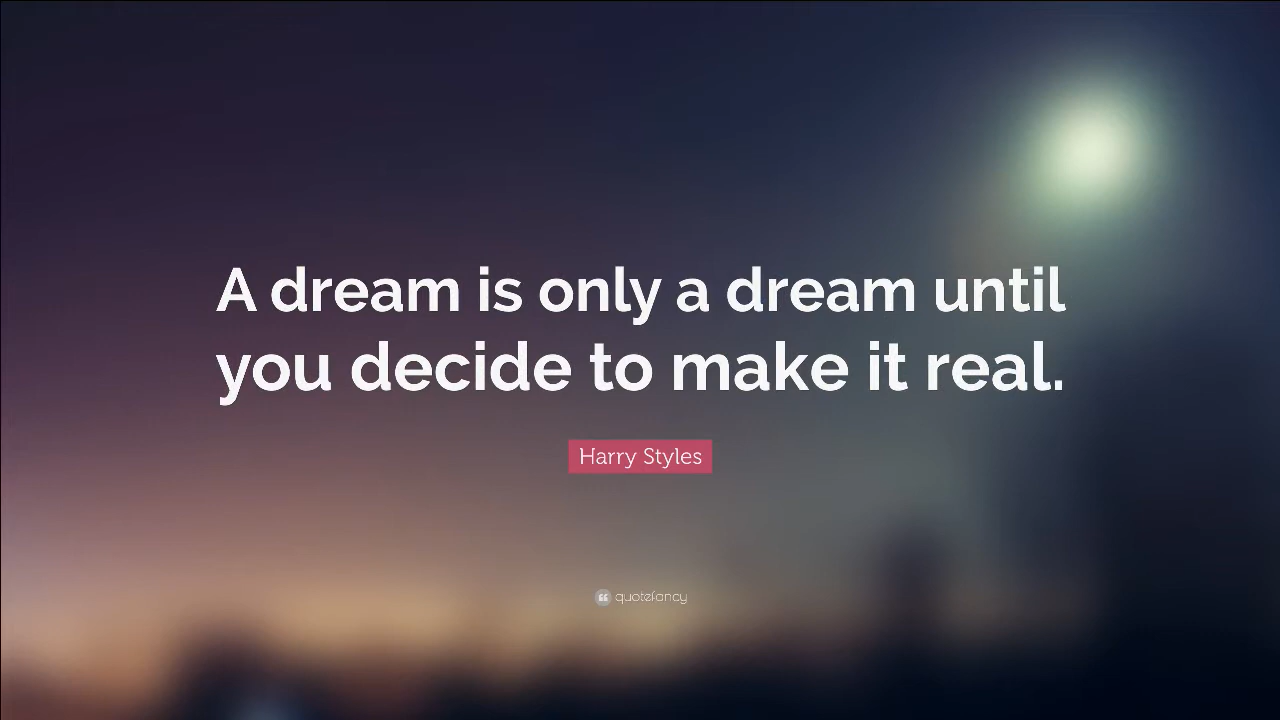 A dream is only a dream until
you decide to make it real.
Harry Styles
quotefancy